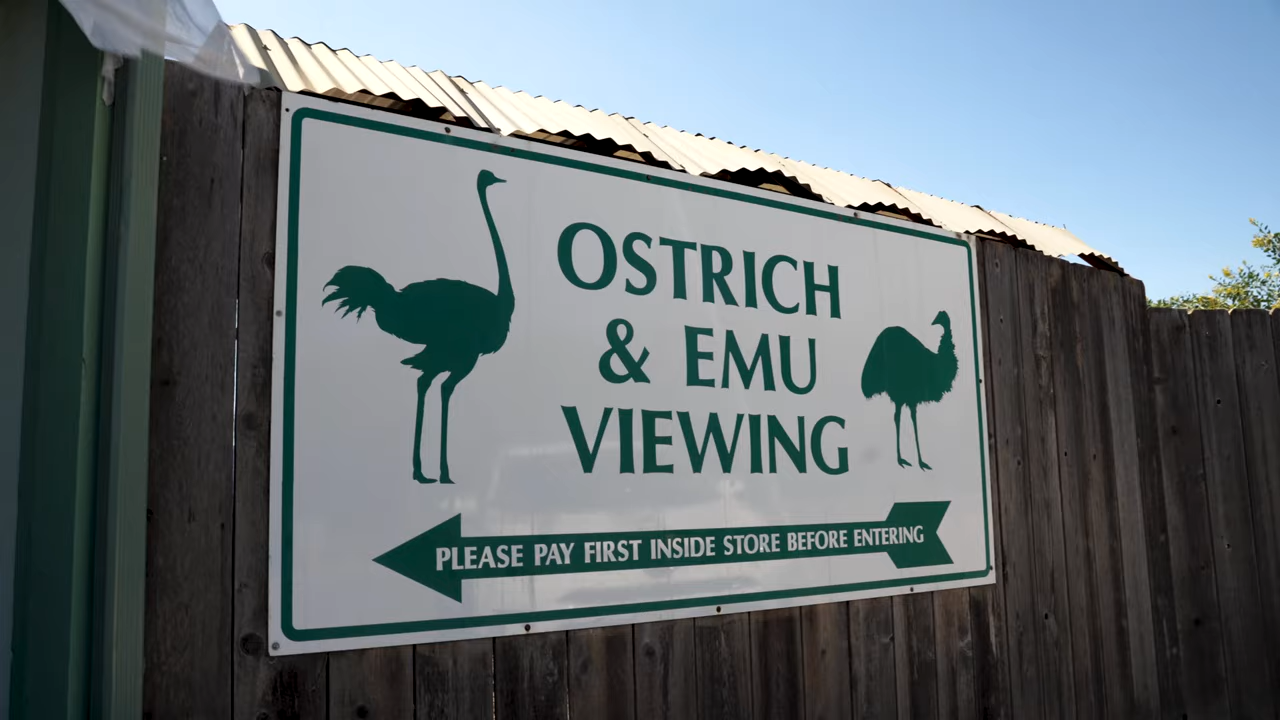 OSTRICH
& EMU
VIEWING
PLEASE PAY FIRST INSIDE STORE BEFORE ENTERING